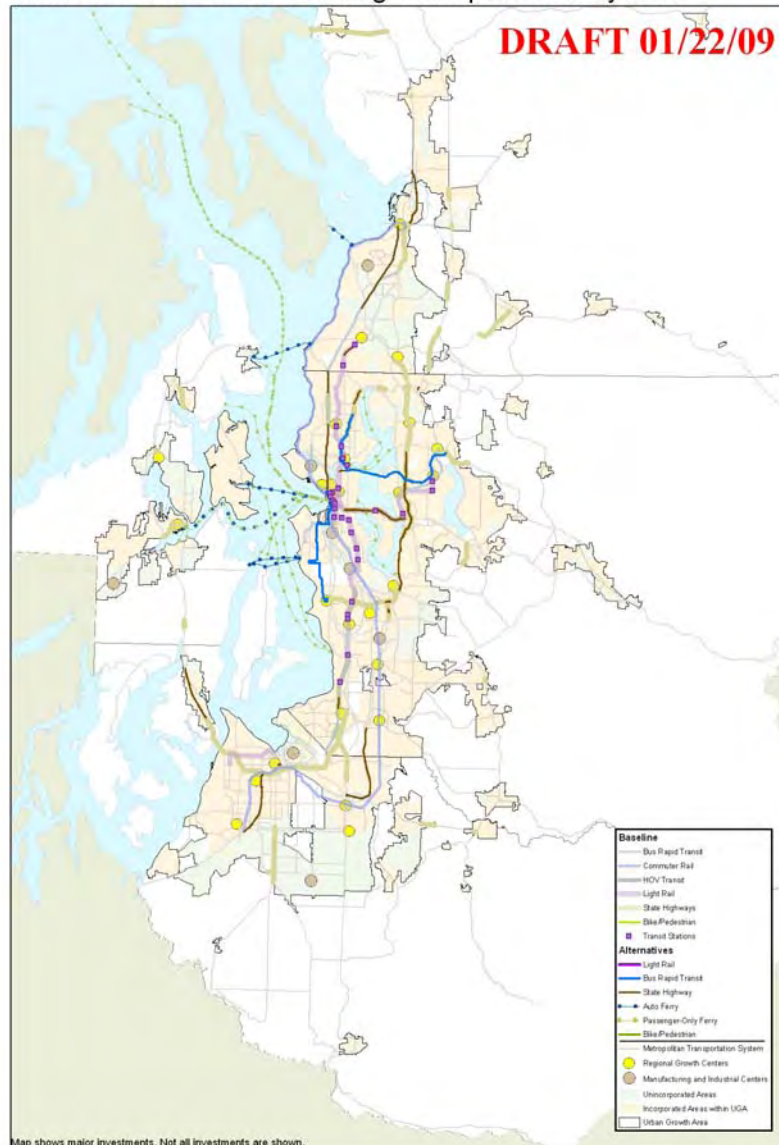 DRAFT 01/22/09
Baseline
Bus Rapid Transit
Commuter Rail
HOV Transit
Light Rail
State Highways
Bike/Pedestrian
Transit Stations
Alternatives
Light Rail
Bus Rapid Transit
State Highway
Auto Ferry
Passenger-Only Ferry
Bike/Pedestrian
Metropolitan Transportation System
Regional Growth Centers
Manufacturing and Industrial Centers
Unincorporated Areas
Incorporated Areas within UGA
Urban Growth Area
Map shows major investments. Not all investments are shown.